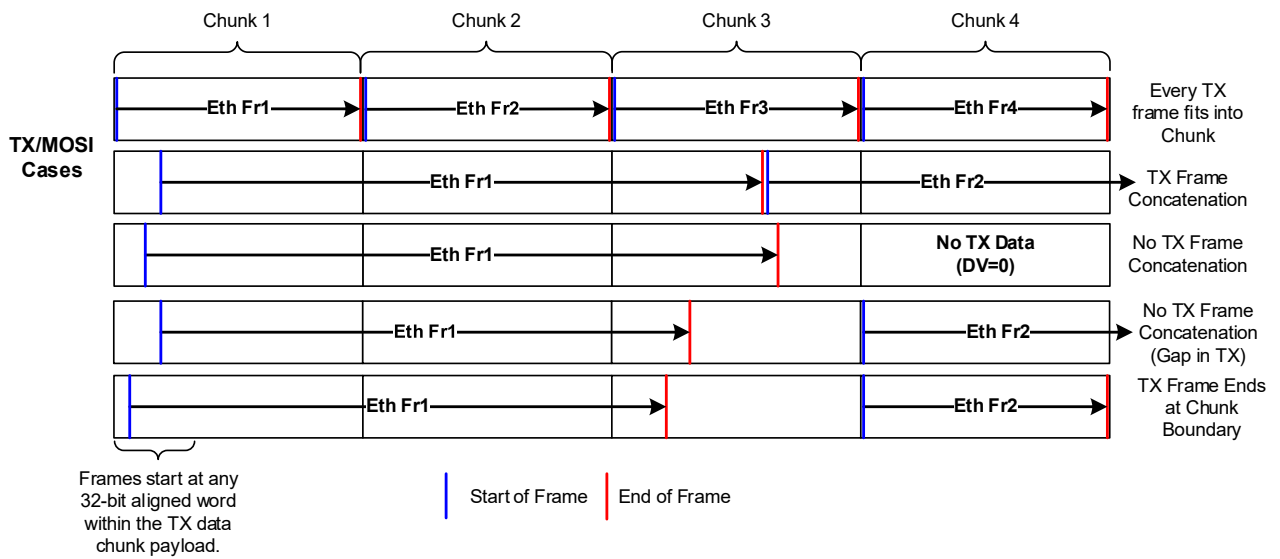 Chunk 1
Chunk 2
Chunk 3
Chunk 4
TX/MOSI
Cases
Eth Fr1
Eth Fr2
Eth Fr3
Eth Fr4
Every TX
frame fits into
Chunk
Eth Fr1
Eth Fr2
TX Frame
Concatenation
Eth Fr1
No TX Data
(DV=0)
No TX Frame
Concatenation
Eth Fr1
Eth Fr2
No TX Frame
Concatenation
(Gap in TX)
Eth Fr1
Eth Fr2
TX Frame Ends
at Chunk
Boundary
Frames start at any
32-bit aligned word
within the TX data
chunk payload.
Start of Frame
End of Frame